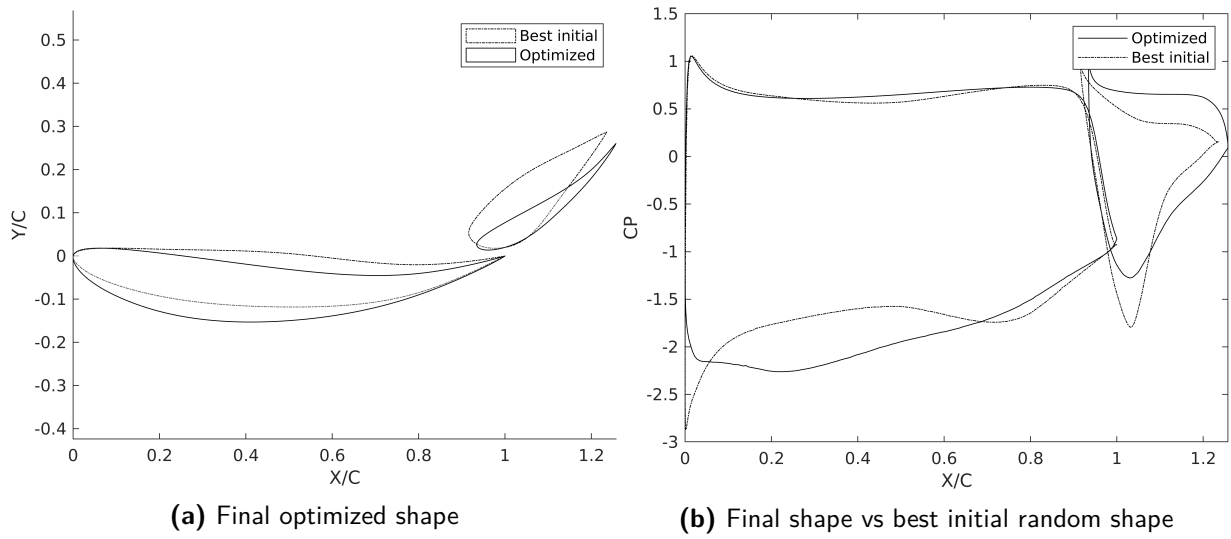 0.5
0.4
0.3
0.2
0.1
0
-0.1
-0.2
-0.3
-0.4
Y/C
0 0.2 0.4 0.6 0.8 1 1.2
X/C
Best initial
Optimized
(a) Final optimized shape
1.5
1
0.5
0
-0.5
-1
-1.5
-2
-2.5
-3
CP
0 0.2 0.4 0.6 0.8 1 1.2
X/C
Optimized
Best initial
(b) Final shape vs best initial random shape